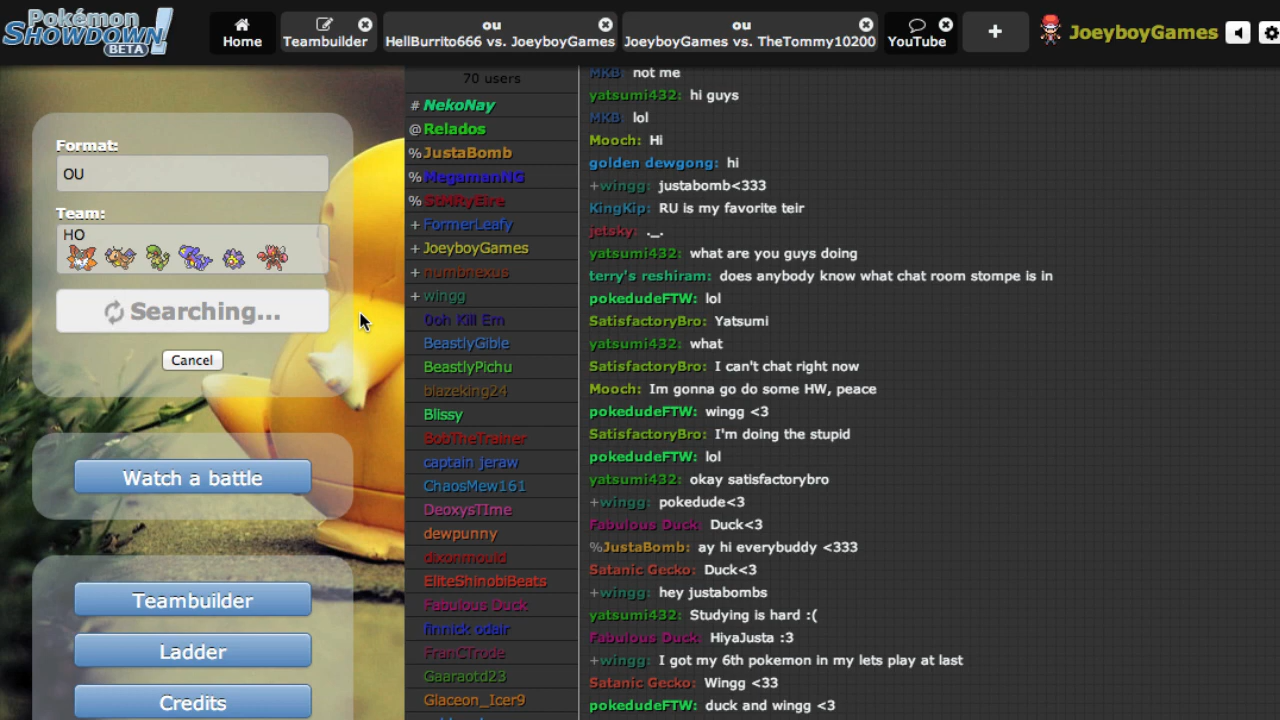 Pokémon
SHOWDOWN!
BETA
Home
Teambuilder
ou
HellBurrito666 vs. JoeyboyGames
ou
JoeyboyGames vs. TheTommy10200
YouTube
+
JoeyboyGames
Format:
OU
Team:
HO
Searching...
Cancel
Watch a battle
Teambuilder
Ladder
Credits
70 users
# NekoNay
@ Relados
% JustaBomb
% MegamanNG
% StMRyEire
+ FormerLeafy
+ JoeyboyGames
+ numbnexus
+ wingg
0oh Kill Em
BeastlyGible
BeastlyPichu
blazeking24
Blissy
BobTheTrainer
captain jeraw
ChaosMew161
DeoxysTIme
dewpunny
dixonmould
EliteShinobiBeats
Fabulous Duck
finnick odair
FranCTrode
Gaaraotd23
Glaceon_Icer9
MKB: not me
yatsumi432: hi guys
MKB: lol
Mooch: Hi
golden dewgong: hi
+wingg: justabomb<333
KingKip: RU is my favorite teir
jetsky: ._.
yatsumi432: what are you guys doing
terry's reshiram: does anybody know what chat room stompe is in
pokedudeFTW: lol
SatisfactoryBro: Yatsumi
yatsumi432: what
SatisfactoryBro: I can't chat right now
Mooch: Im gonna go do some HW, peace
pokedudeFTW: wingg <3
SatisfactoryBro: I'm doing the stupid
pokedudeFTW: lol
yatsumi432: okay satisfactorybro
+wingg: pokedude<3
Fabulous Duck: Duck<3
%JustaBomb: ay hi everybuddy <333
Satanic Gecko: Duck<3
+wingg: hey justabombs
yatsumi432: Studying is hard :(
Fabulous Duck: HiyaJusta :3
+wingg: I got my 6th pokemon in my lets play at last
Satanic Gecko: Wingg <33
pokedudeFTW: duck and wingg <3